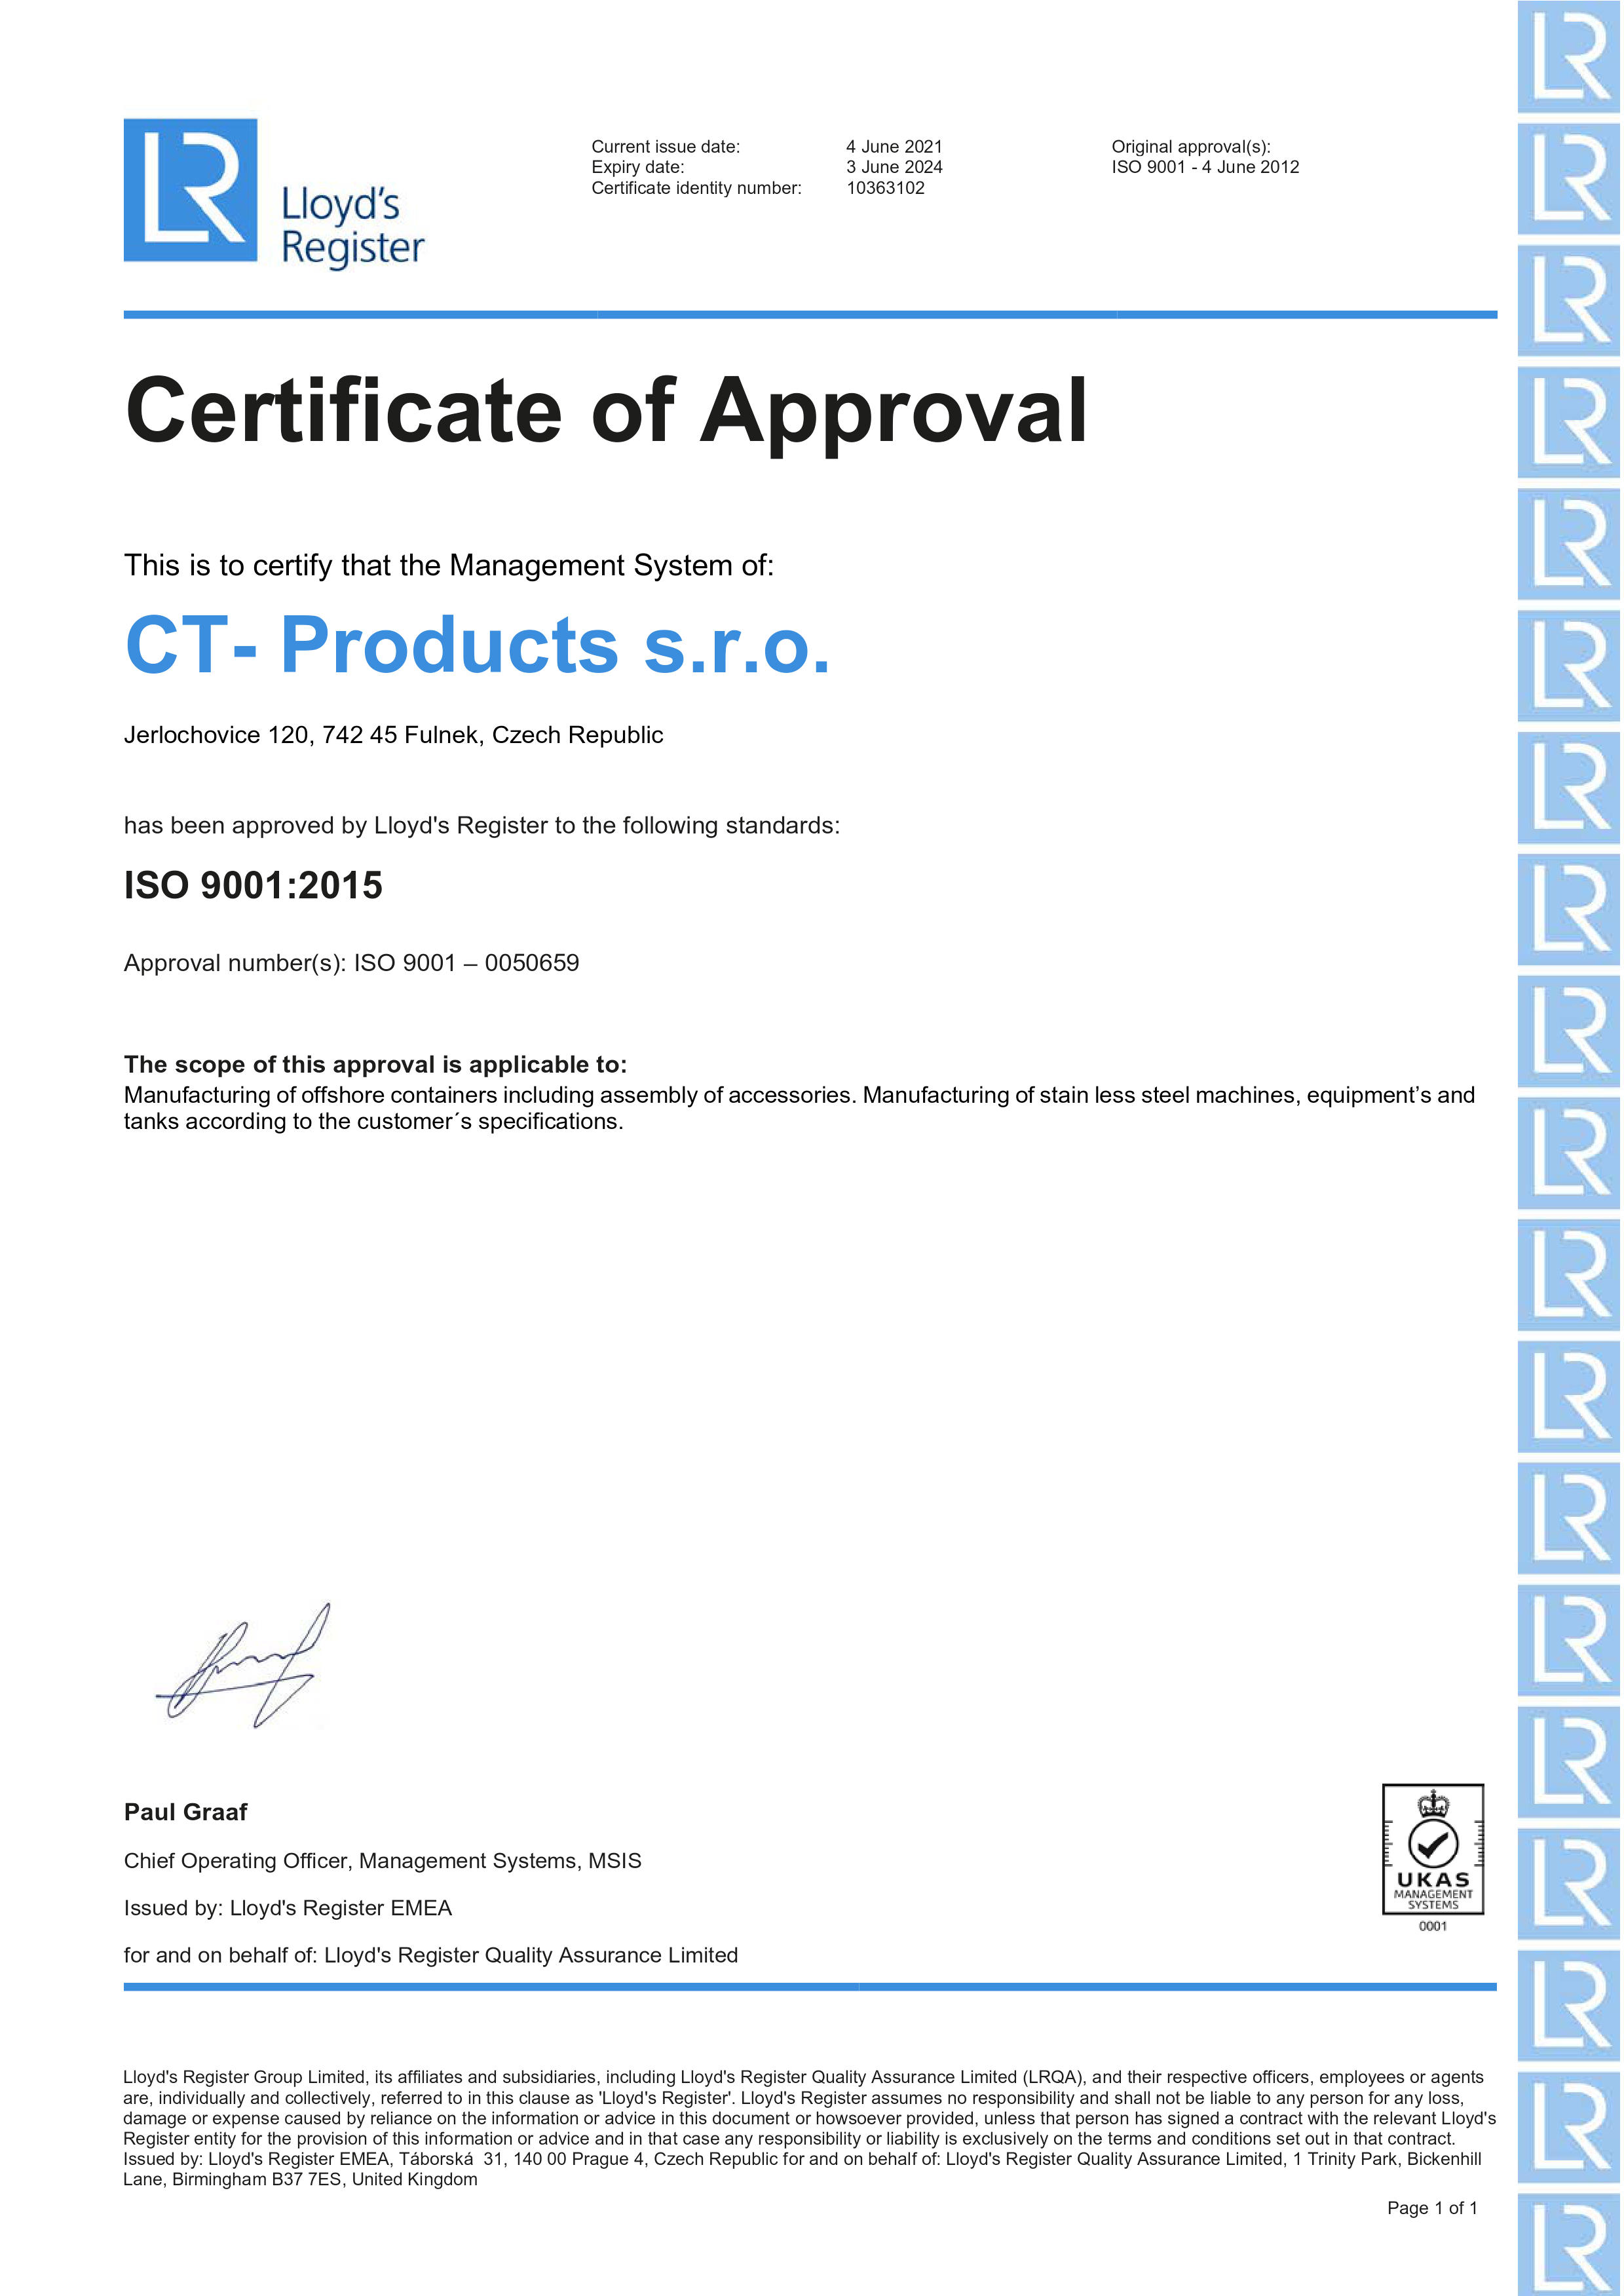 LR
Lloyd's
Register
Current issue date: 4 June 2021
Expiry date: 3 June 2024
Certificate identity number: 10363102
Original approval(s):
ISO 9001 - 4 June 2012
Certificate of Approval
This is to certify that the Management System of:
CT- Products s.r.o.
Jerlochovice 120, 742 45 Fulnek, Czech Republic
has been approved by Lloyd's Register to the following standards:
ISO 9001:2015
Approval number(s): ISO 9001 – 0050659
The scope of this approval is applicable to:
Manufacturing of offshore containers including assembly of accessories. Manufacturing of stain less steel machines, equipment’s and
tanks according to the customer´s specifications.
Paul Graaf
Chief Operating Officer, Management Systems, MSIS
Issued by: Lloyd's Register EMEA
for and on behalf of: Lloyd's Register Quality Assurance Limited
UKAS
MANAGEMENT
SYSTEMS
0001
Lloyd's Register Group Limited, its affiliates and subsidiaries, including Lloyd's Register Quality Assurance Limited (LRQA), and their respective officers, employees or agents
are, individually and collectively, referred to in this clause as 'Lloyd's Register'. Lloyd's Register assumes no responsibility and shall not be liable to any person for any loss,
damage or expense caused by reliance on the information or advice in this document or howsoever provided, unless that person has signed a contract with the relevant Lloyd's
Register entity for the provision of this information or advice and in that case any responsibility or liability is exclusively on the terms and conditions set out in that contract.
Issued by: Lloyd's Register EMEA, Táborská  31, 140 00 Prague 4, Czech Republic for and on behalf of: Lloyd's Register Quality Assurance Limited, 1 Trinity Park, Bickenhill
Lane, Birmingham B37 7ES, United Kingdom
Page 1 of 1